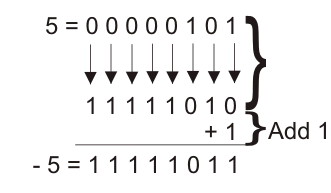 5 = 0 0 0 0 0 1 0 1
1 1 1 1 1 0 1 0
+ 1 Add 1
- 5 = 1 1 1 1 1 0 1 1